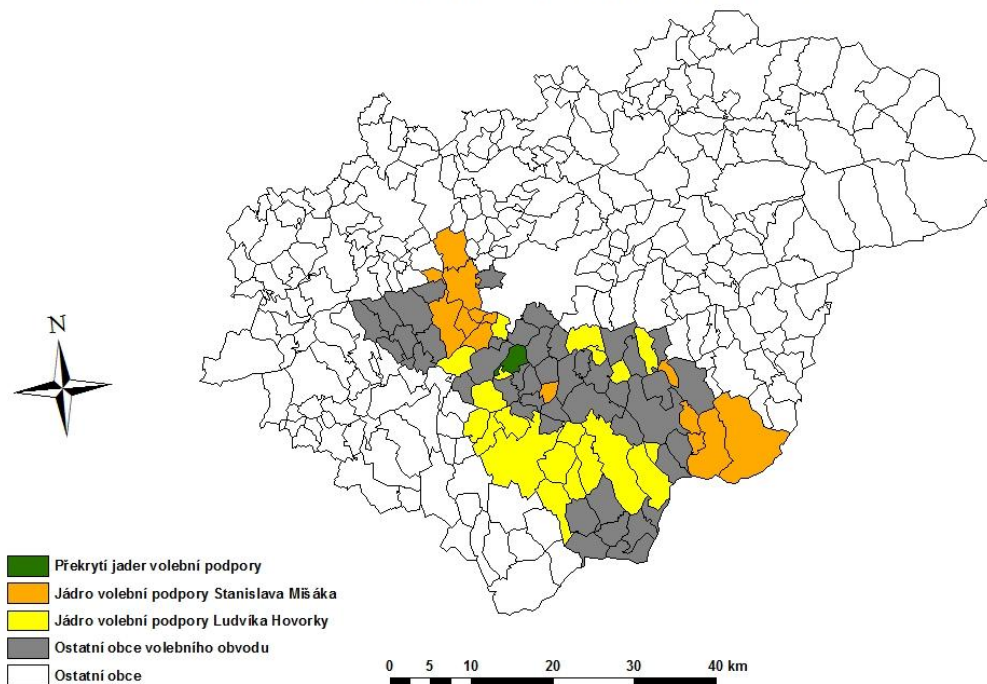 N
Překrytí jader volební podpory
Jádro volební podpory Stanislava Mišáka
Jádro volební podpory Ludvíka Hovorky
Ostatní obce volebního obvodu
Ostatní obce
0 5 10 20 30 40 km